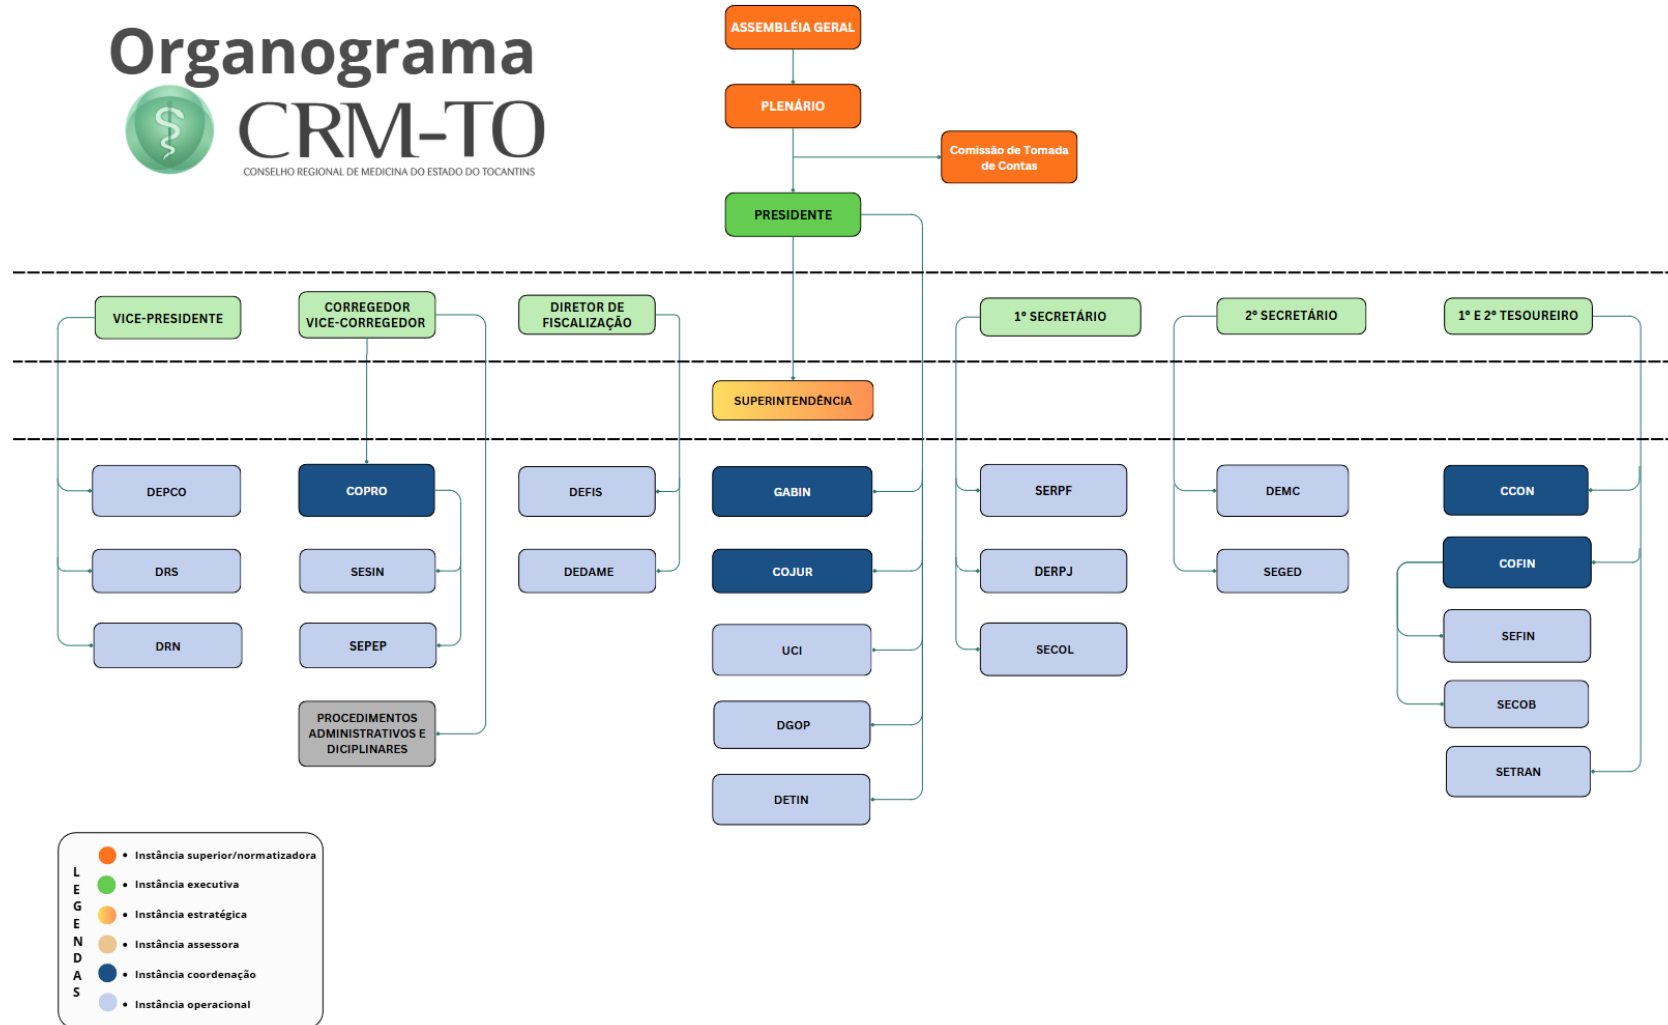 Organograma
CRM-TO
CONSELHO REGIONAL DE MEDICINA DO ESTADO DO TOCANTINS
ASSEMBLÉIA GERAL
PLENÁRIO
Comissão de Tomada
de Contas
PRESIDENTE
VICE-PRESIDENTE
CORREGEDOR
VICE-CORREGEDOR
DIRETOR DE
FISCALIZAÇÃO
1º SECRETÁRIO
2º SECRETÁRIO
1º E 2º TESOUREIRO
SUPERINTENDÊNCIA
DEPCO
COPRO
DEFIS
GABIN
SERPF
DEMC
CCON
DRS
SESIN
DEDAME
COJUR
DERPJ
SEGED
COFIN
DRN
SEPEP
UCI
SECOL
SEFIN
PROCEDIMENTOS
ADMINISTRATIVOS E
DICIPLINARES
DGOP
SECOB
DETIN
SETRAN
LEGENDAS
• Instância superior/normatizadora
• Instância executiva
• Instância estratégica
• Instância assessora
• Instância coordenação
• Instância operacional